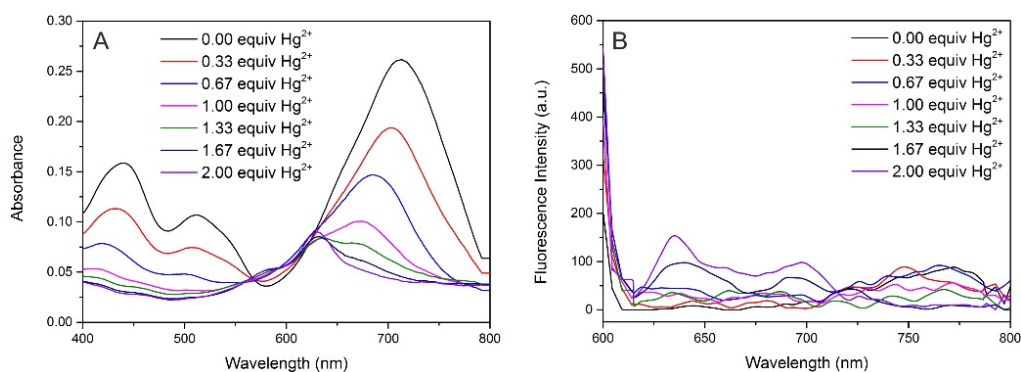 A
0.00 equiv Hg²⁺
0.33 equiv Hg²⁺
0.67 equiv Hg²⁺
1.00 equiv Hg²⁺
1.33 equiv Hg²⁺
1.67 equiv Hg²⁺
2.00 equiv Hg²⁺
0.30
0.25
0.20
0.15
0.10
0.05
0.00
Absorbance
400 500 600 700 800
Wavelength (nm)
B
0.00 equiv Hg²⁺
0.33 equiv Hg²⁺
0.67 equiv Hg²⁺
1.00 equiv Hg²⁺
1.33 equiv Hg²⁺
1.67 equiv Hg²⁺
2.00 equiv Hg²⁺
600
500
400
300
200
100
0
Fluorescence Intensity (a.u.)
600 650 700 750 800
Wavelength (nm)